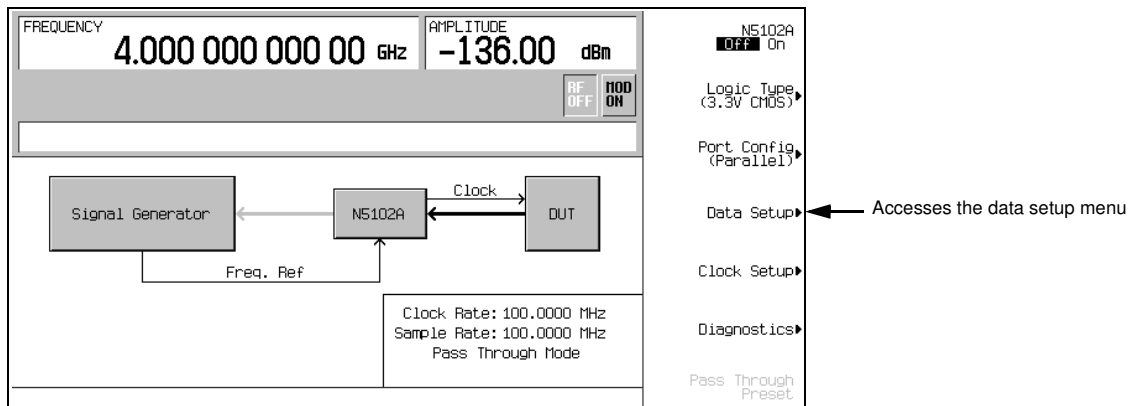 FREQUENCY
4.000 000 000 00 GHz
AMPLITUDE
-136.00 dBm
RF
OFF
MOD
ON
Signal Generator
N5102A
Clock
DUT
Freq. Ref
Clock Rate: 100.0000 MHz
Sample Rate: 100.0000 MHz
Pass Through Mode
N5102A
Off On
Logic Type
(3.3V CMOS)
Port Config
(Parallel)
Data Setup
Accesses the data setup menu
Clock Setup
Diagnostics
Pass Through
Preset